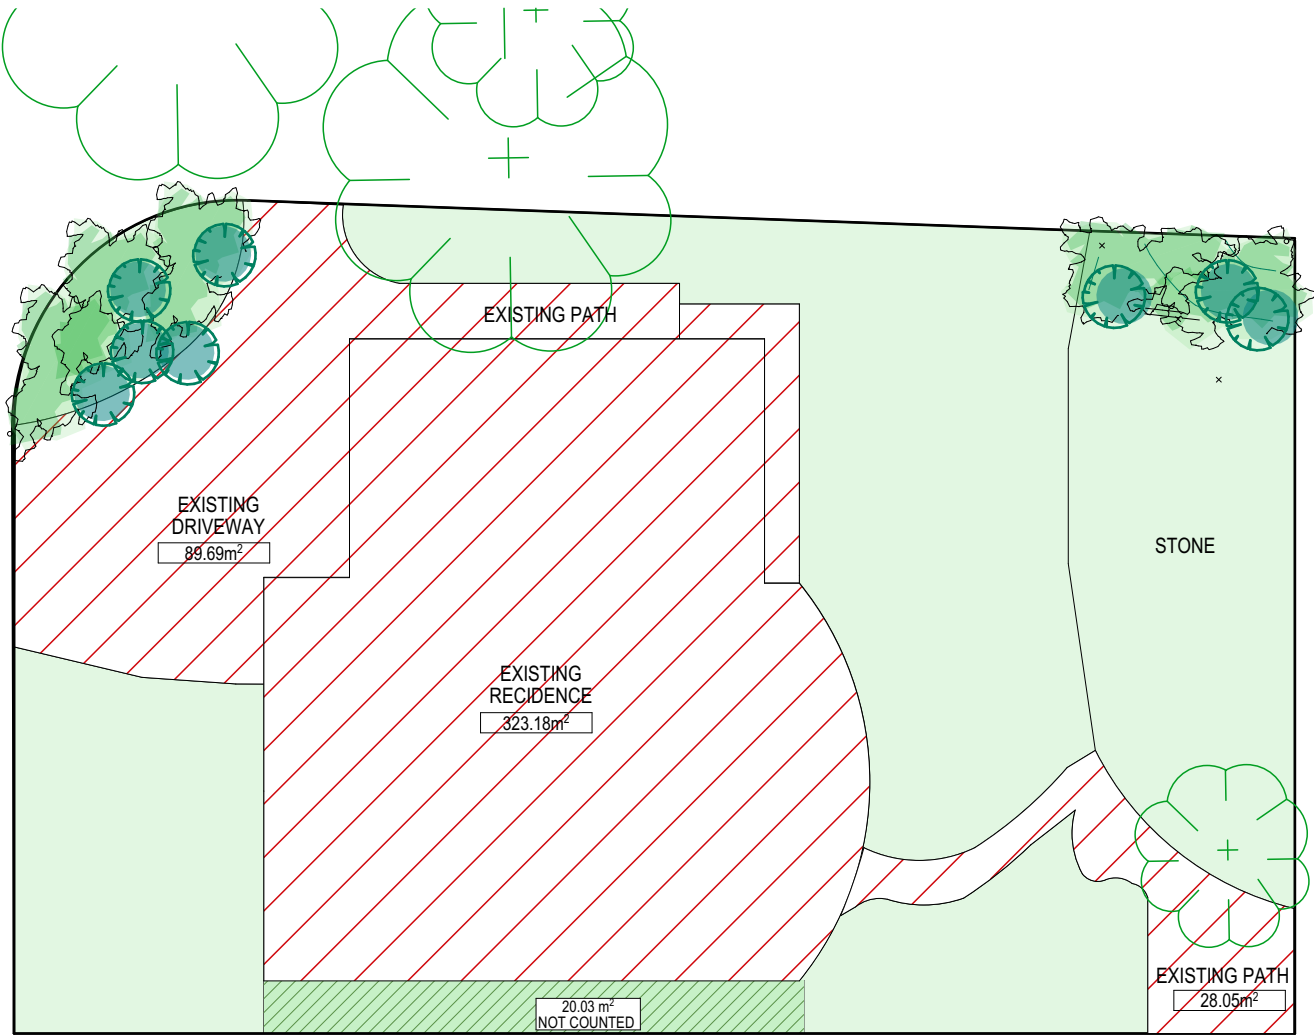 EXISTING PATH
EXISTING
DRIVEWAY
89.69m²
STONE
EXISTING
RECIDENCE
323.18m²
EXISTING PATH
28.05m²
20.03 m²
NOT COUNTED